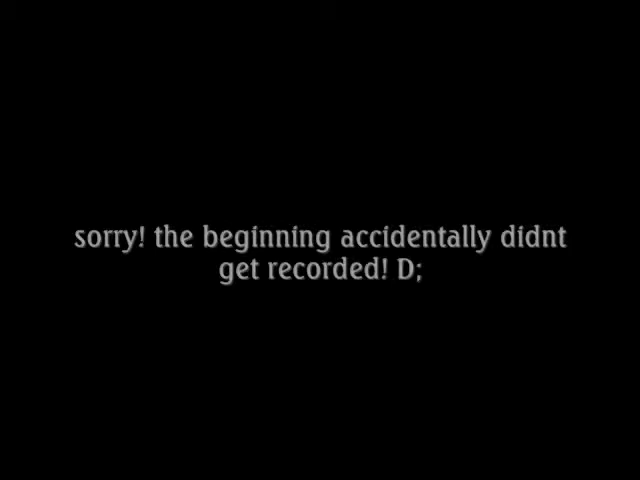 sorry! the beginning accidentally didnt
get recorded! D;